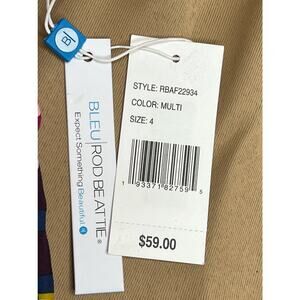 B|
BLEU|ROD BEATTIE®
Expect Something Beautiful
STYLE: RBAF22934
COLOR: MULTI
SIZE: 4
1 93371 82759 5
$59.00